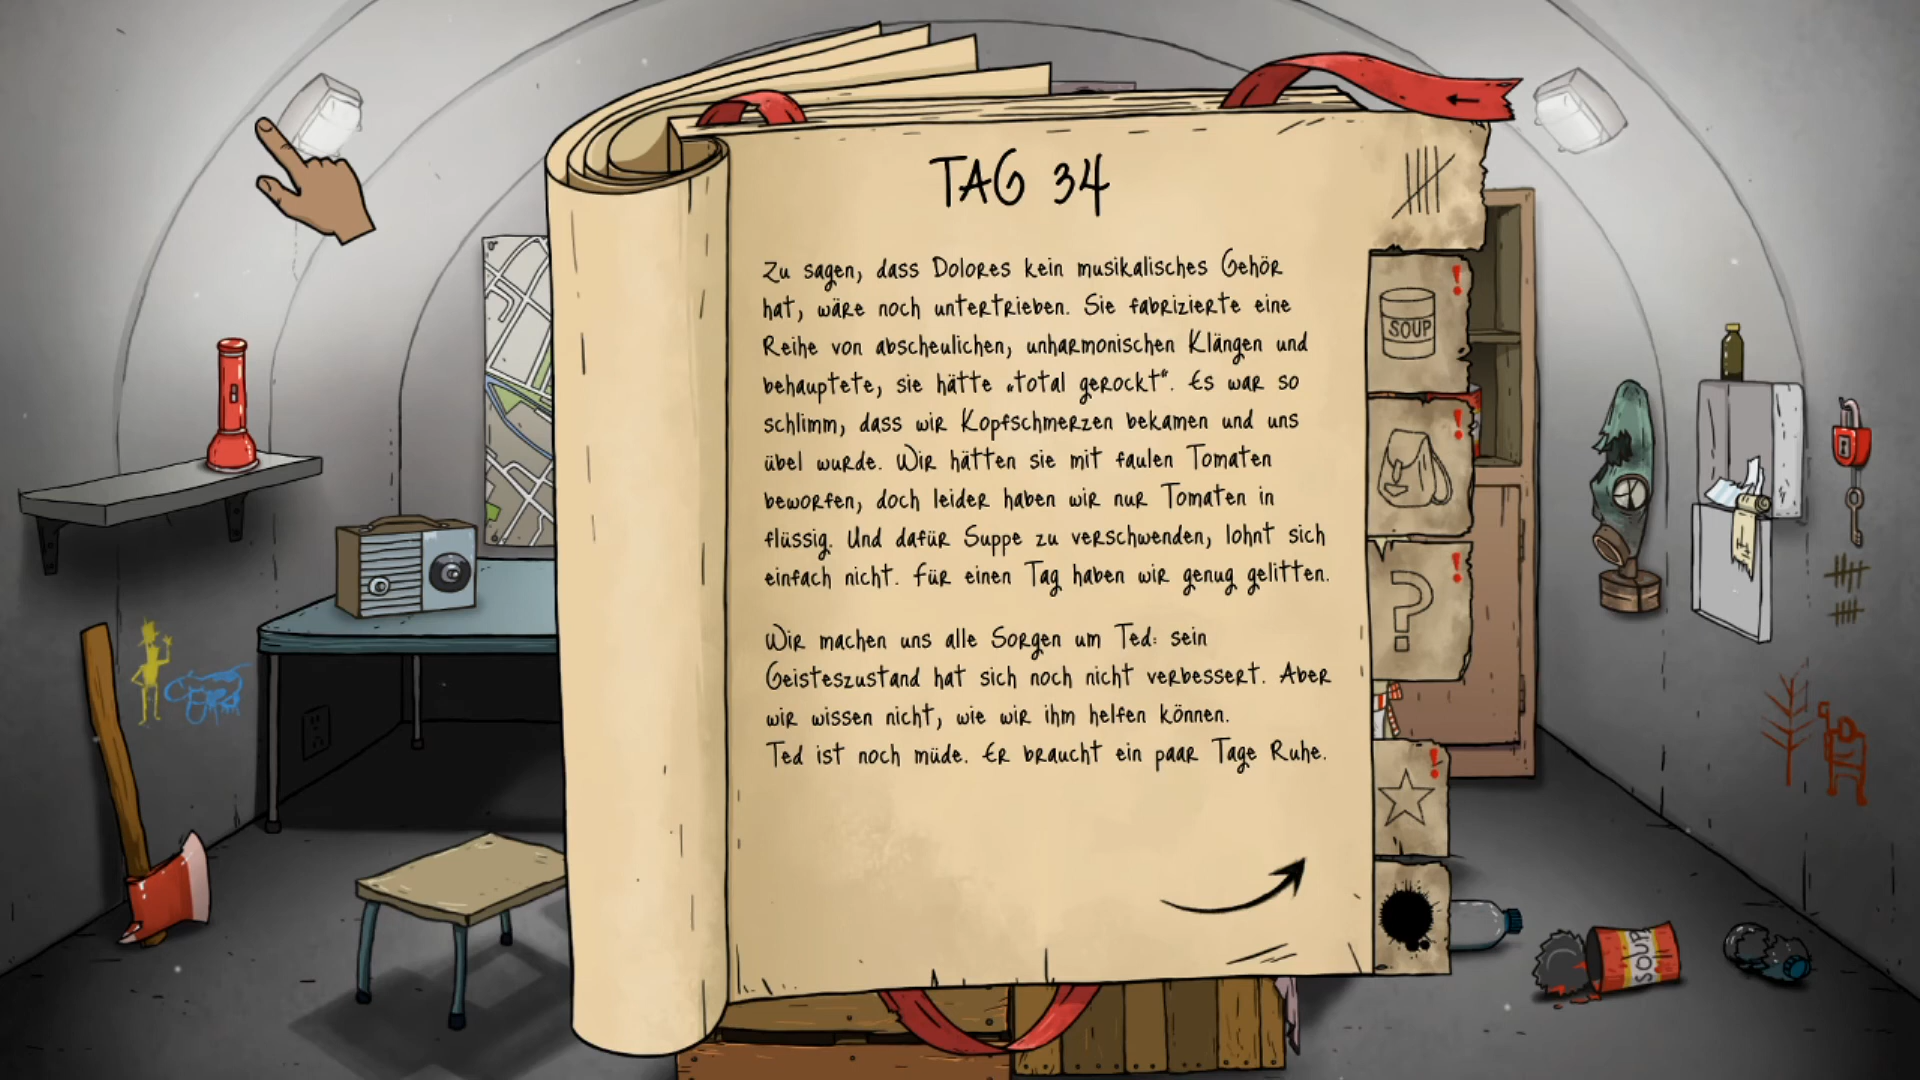 TAG 34
Zu sagen, dass Dolores kein musikalisches Gehör
hat, wäre noch untertrieben. Sie fabrizierte eine
Reihe von abscheulichen, unharmonischen Klängen und
behauptete, sie hätte „total gerockt“. Es war so
schlimm, dass wir Kopfschmerzen bekamen und uns
übel wurde. Wir hätten sie mit faulen Tomaten
beworfen, doch leider haben wir nur Tomaten in
flüssig. Und dafür Suppe zu verschwenden, lohnt sich
einfach nicht. Für einen Tag haben wir genug gelitten.
Wir machen uns alle Sorgen um Ted: sein
Geisteszustand hat sich noch nicht verbessert. Aber
wir wissen nicht, wie wir ihm helfen können.
Ted ist noch müde. Er braucht ein paar Tage Ruhe.
!
SOUP
!
!
?
!
SOUP